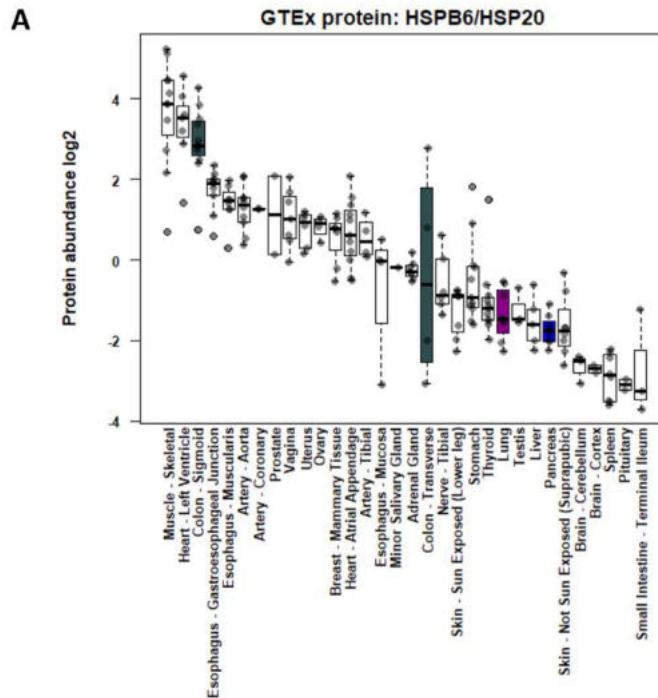 A
GTEx protein: HSPB6/HSP20
Protein abundance log2
4
2
0
-2
-4
Muscle - Skeletal
Heart - Left Ventricle
Colon - Sigmoid
Esophagus - Gastroesophageal Junction
Esophagus - Muscularis
Artery - Aorta
Artery - Coronary
Prostate
Vagina
Uterus
Ovary
Breast - Mammary Tissue
Heart - Atrial Appendage
Artery - Tibial
Esophagus - Mucosa
Minor Salivary Gland
Adrenal Gland
Colon - Transverse
Nerve - Tibial
Skin - Sun Exposed (Lower leg)
Stomach
Thyroid
Lung
Testis
Liver
Pancreas
Skin - Not Sun Exposed (Suprapubic)
Brain - Cerebellum
Brain - Cortex
Spleen
Pituitary
Small Intestine - Terminal Ileum